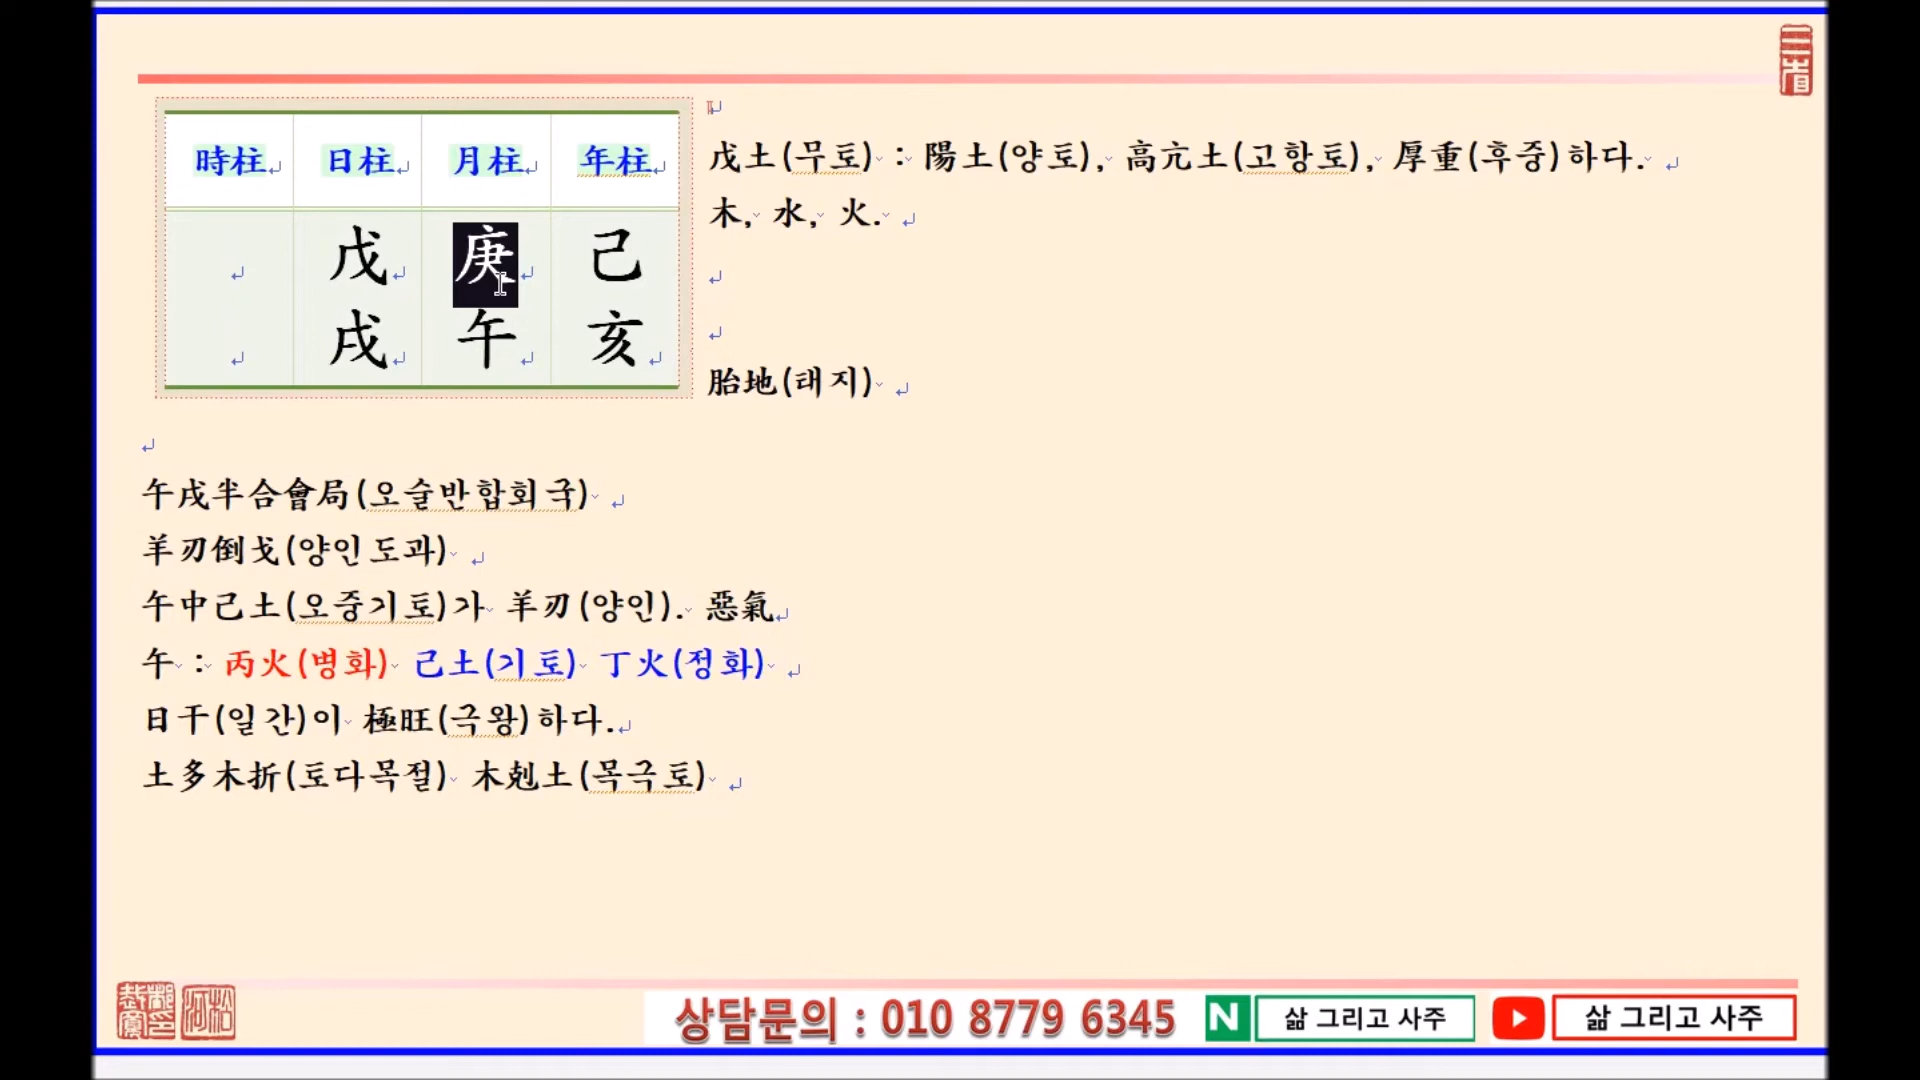 時柱 日柱 月柱 年柱
戊 庚 己
戌 午 亥
戊土(무토) : 陽土(양토), 高亢土(고항토), 厚重(후중)하다.
木, 水, 火.
胎地(태지)
午戌半合會局(오술반합회국)
羊刃倒戈(양인도과)
午中己土(오중기토)가 羊刃(양인). 惡氣
午 : 丙火(병화) 己土(기토) 丁火(정화)
日干(일간)이 極旺(극왕)하다.
土多木折(토다목절) 木剋土(목극토)
상담문의 : 010 8779 6345 N 삶 그리고 사주 삶 그리고 사주